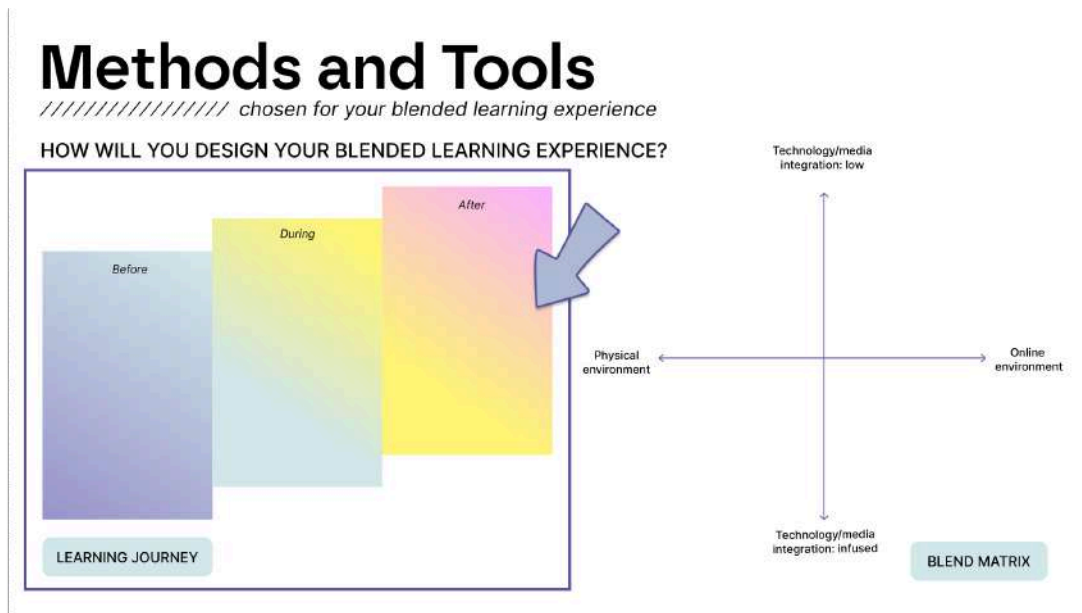 Methods and Tools
///////////////// chosen for your blended learning experience
HOW WILL YOU DESIGN YOUR BLENDED LEARNING EXPERIENCE?
Before
During
After
LEARNING JOURNEY
Technology/media
integration: low
Physical
environment
Online
environment
Technology/media
integration: infused
BLEND MATRIX